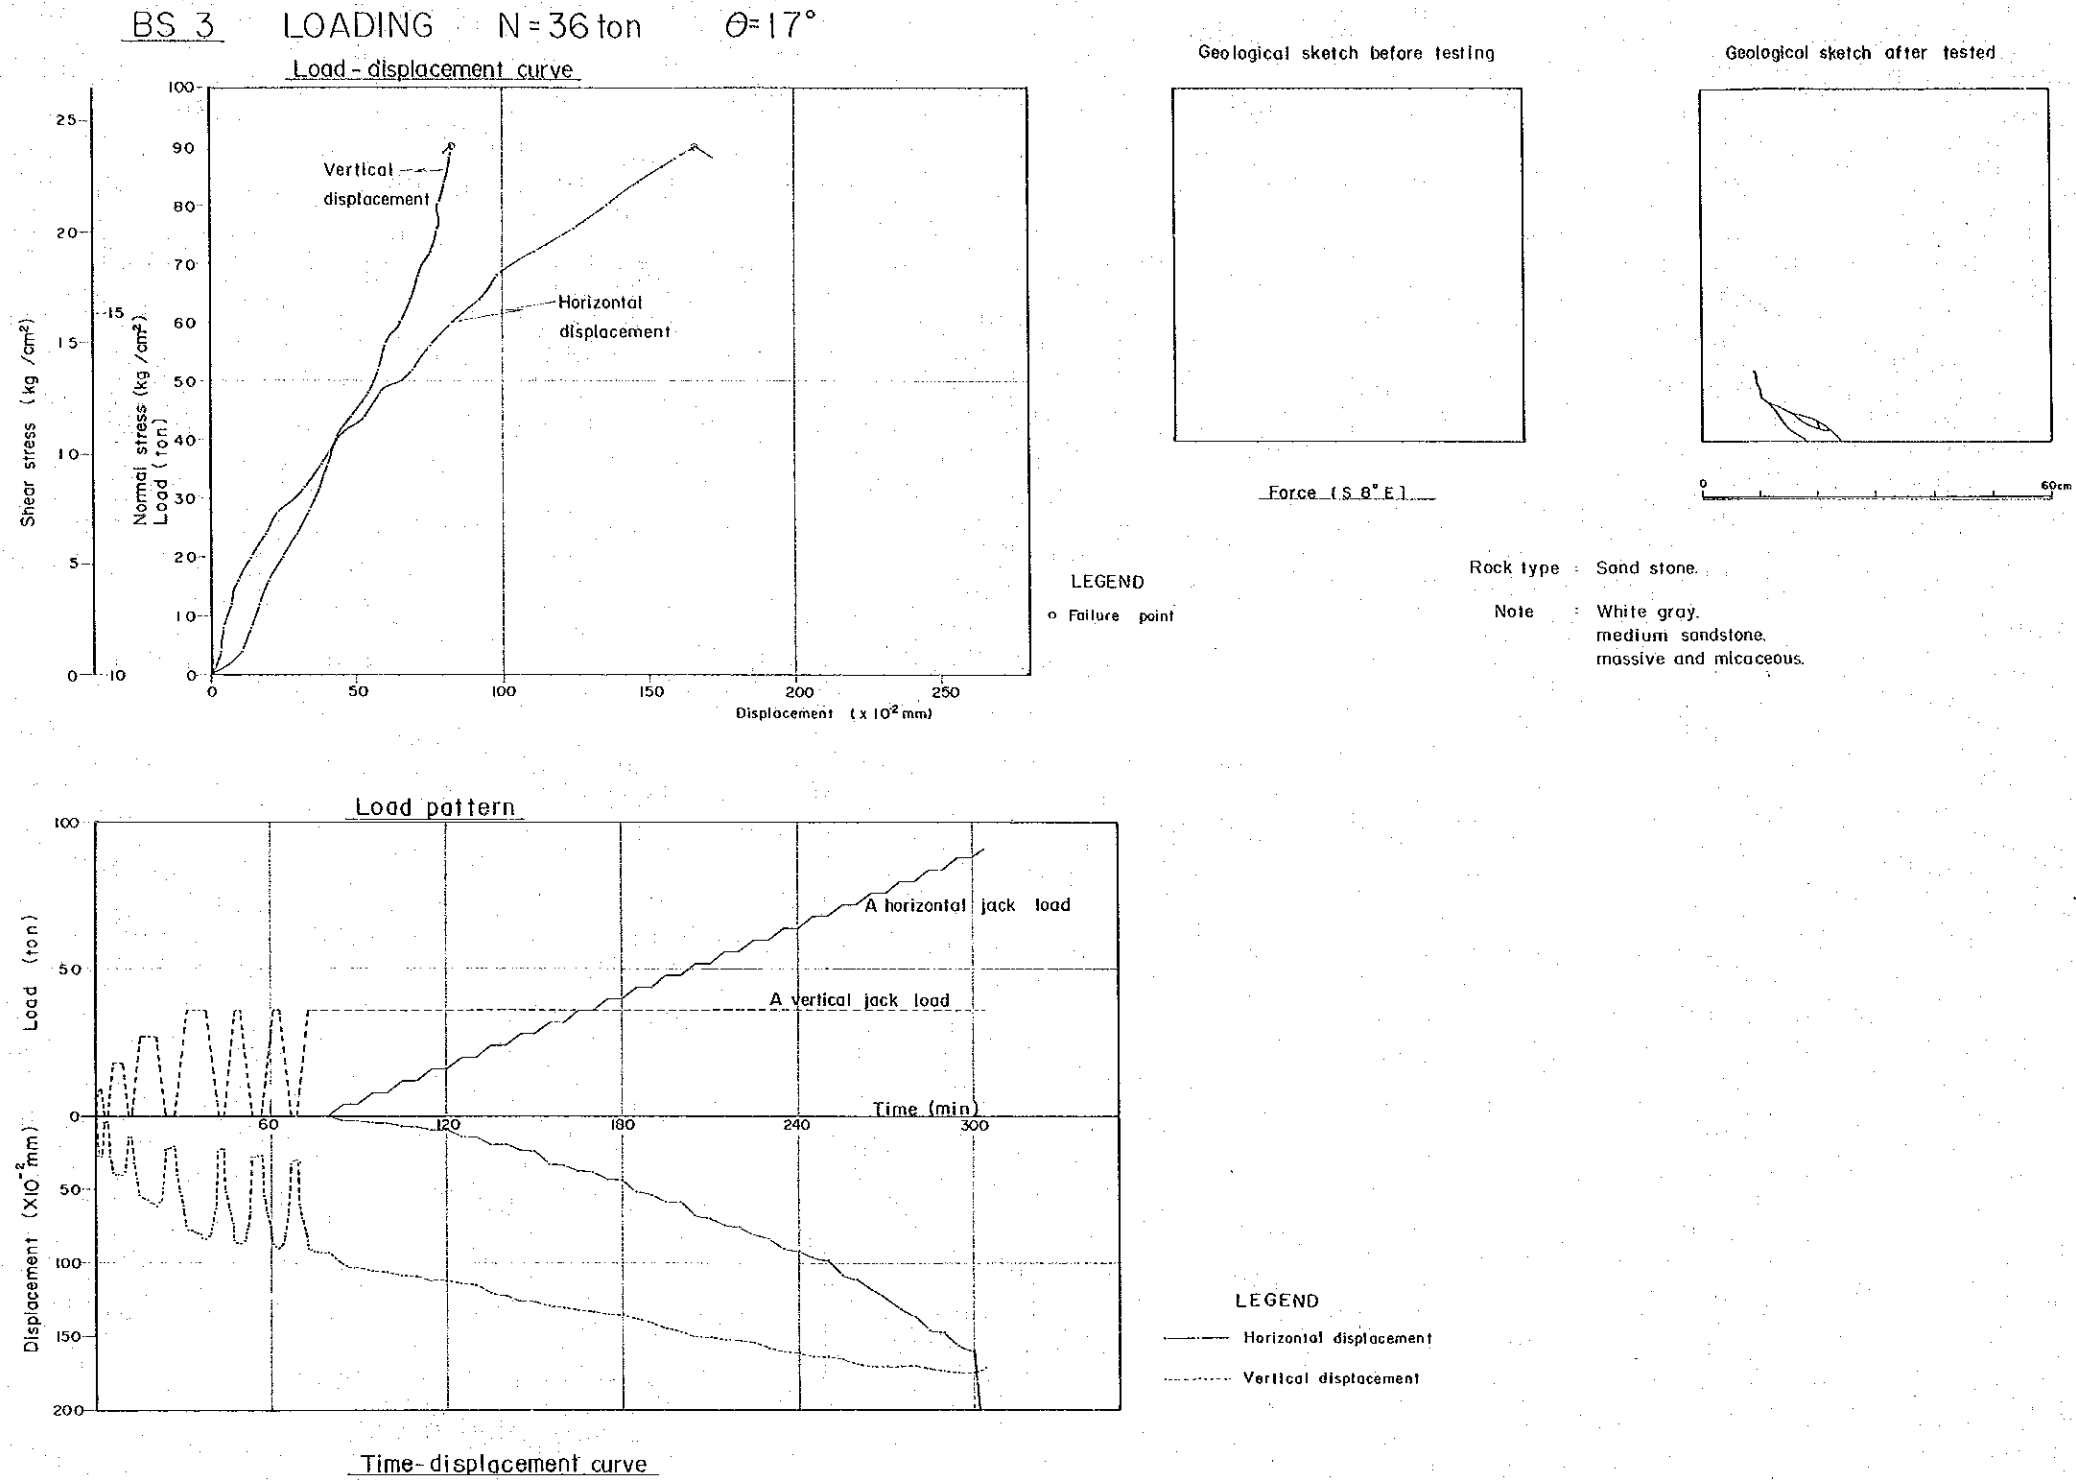 BS 3 LOADING N=36 ton θ=17°
Load-displacement curve
Geological sketch before testing
Geological sketch after tested
100
90
80
70
60
50
40
30
20
10
0
25
20
15
10
5
0
15
10
Shear stress (kg/cm²)
Normal stress (kg/cm²)
Load (ton)
Vertical
displacement
Horizontal
displacement
0 50 100 150 200 250
Displacement (x 10² mm)
LEGEND
o Failure point
Force (S 8° E)
0 60cm
Rock type : Sand stone.
Note : White gray.
medium sandstone.
massive and micaceous.
Load pattern
100
50
0
50
100
150
200
Load (ton)
Displacement (X10⁻² mm)
A horizontal jack load
A vertical jack load
Time (min)
60 120 180 240 300
LEGEND
Horizontal displacement
Vertical displacement
Time-displacement curve